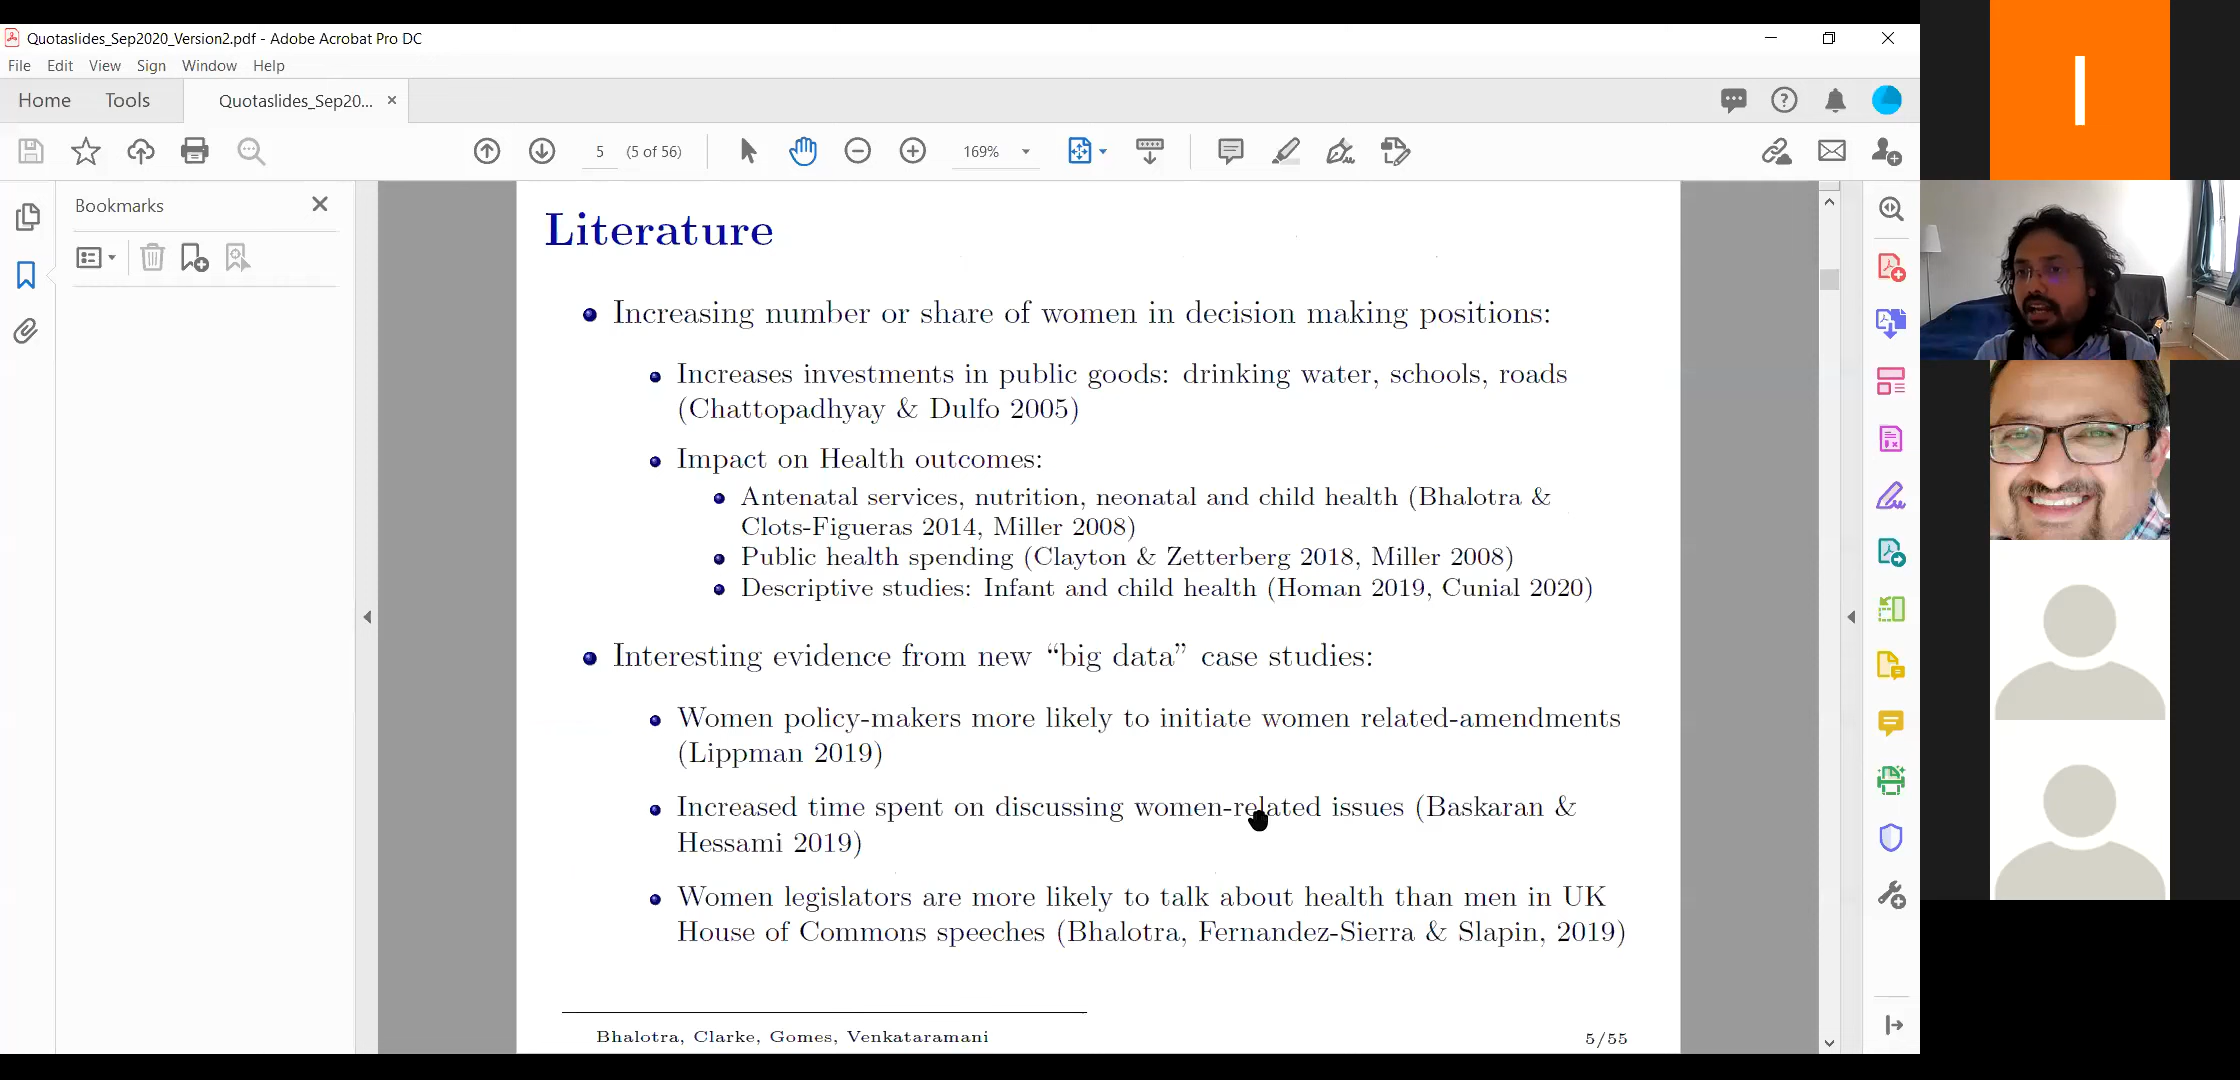 Quotaslides_Sep2020_Version2.pdf - Adobe Acrobat Pro DC
File Edit View Sign Window Help
Home Tools Quotaslides_Sep20...
5 (5 of 56) 169%
Bookmarks
Literature
Increasing number or share of women in decision making positions:
Increases investments in public goods: drinking water, schools, roads
(Chattopadhyay & Dulfo 2005)
Impact on Health outcomes:
Antenatal services, nutrition, neonatal and child health (Bhalotra &
Clots-Figueras 2014, Miller 2008)
Public health spending (Clayton & Zetterberg 2018, Miller 2008)
Descriptive studies: Infant and child health (Homan 2019, Cunial 2020)
Interesting evidence from new “big data” case studies:
Women policy-makers more likely to initiate women related-amendments
(Lippman 2019)
Increased time spent on discussing women-related issues (Baskaran &
Hessami 2019)
Women legislators are more likely to talk about health than men in UK
House of Commons speeches (Bhalotra, Fernandez-Sierra & Slapin, 2019)
Bhalotra, Clarke, Gomes, Venkataramani
5/55
I